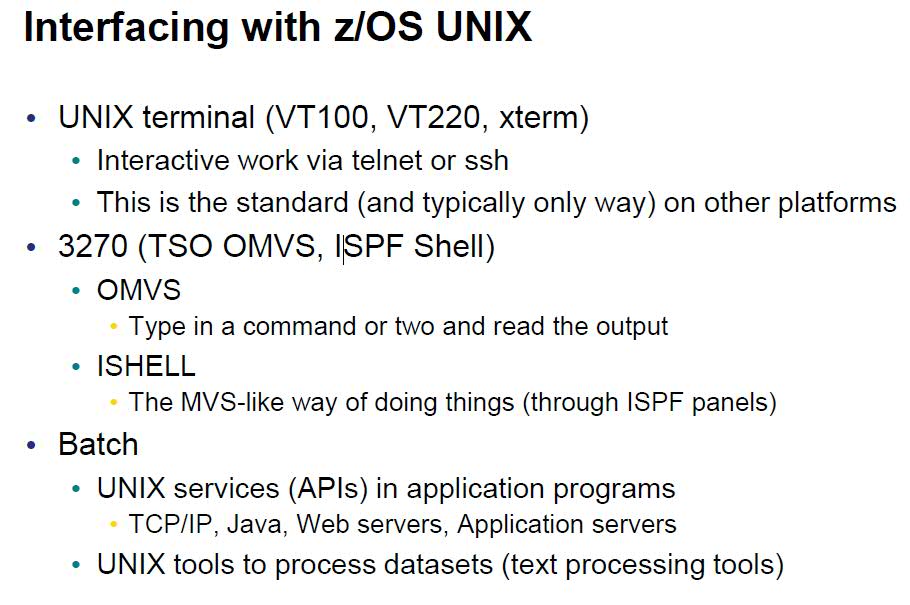 Interfacing with z/OS UNIX
• UNIX terminal (VT100, VT220, xterm)
• Interactive work via telnet or ssh
• This is the standard (and typically only way) on other platforms
• 3270 (TSO OMVS, ISPF Shell)
• OMVS
• Type in a command or two and read the output
• ISHELL
• The MVS-like way of doing things (through ISPF panels)
• Batch
• UNIX services (APIs) in application programs
• TCP/IP, Java, Web servers, Application servers
• UNIX tools to process datasets (text processing tools)